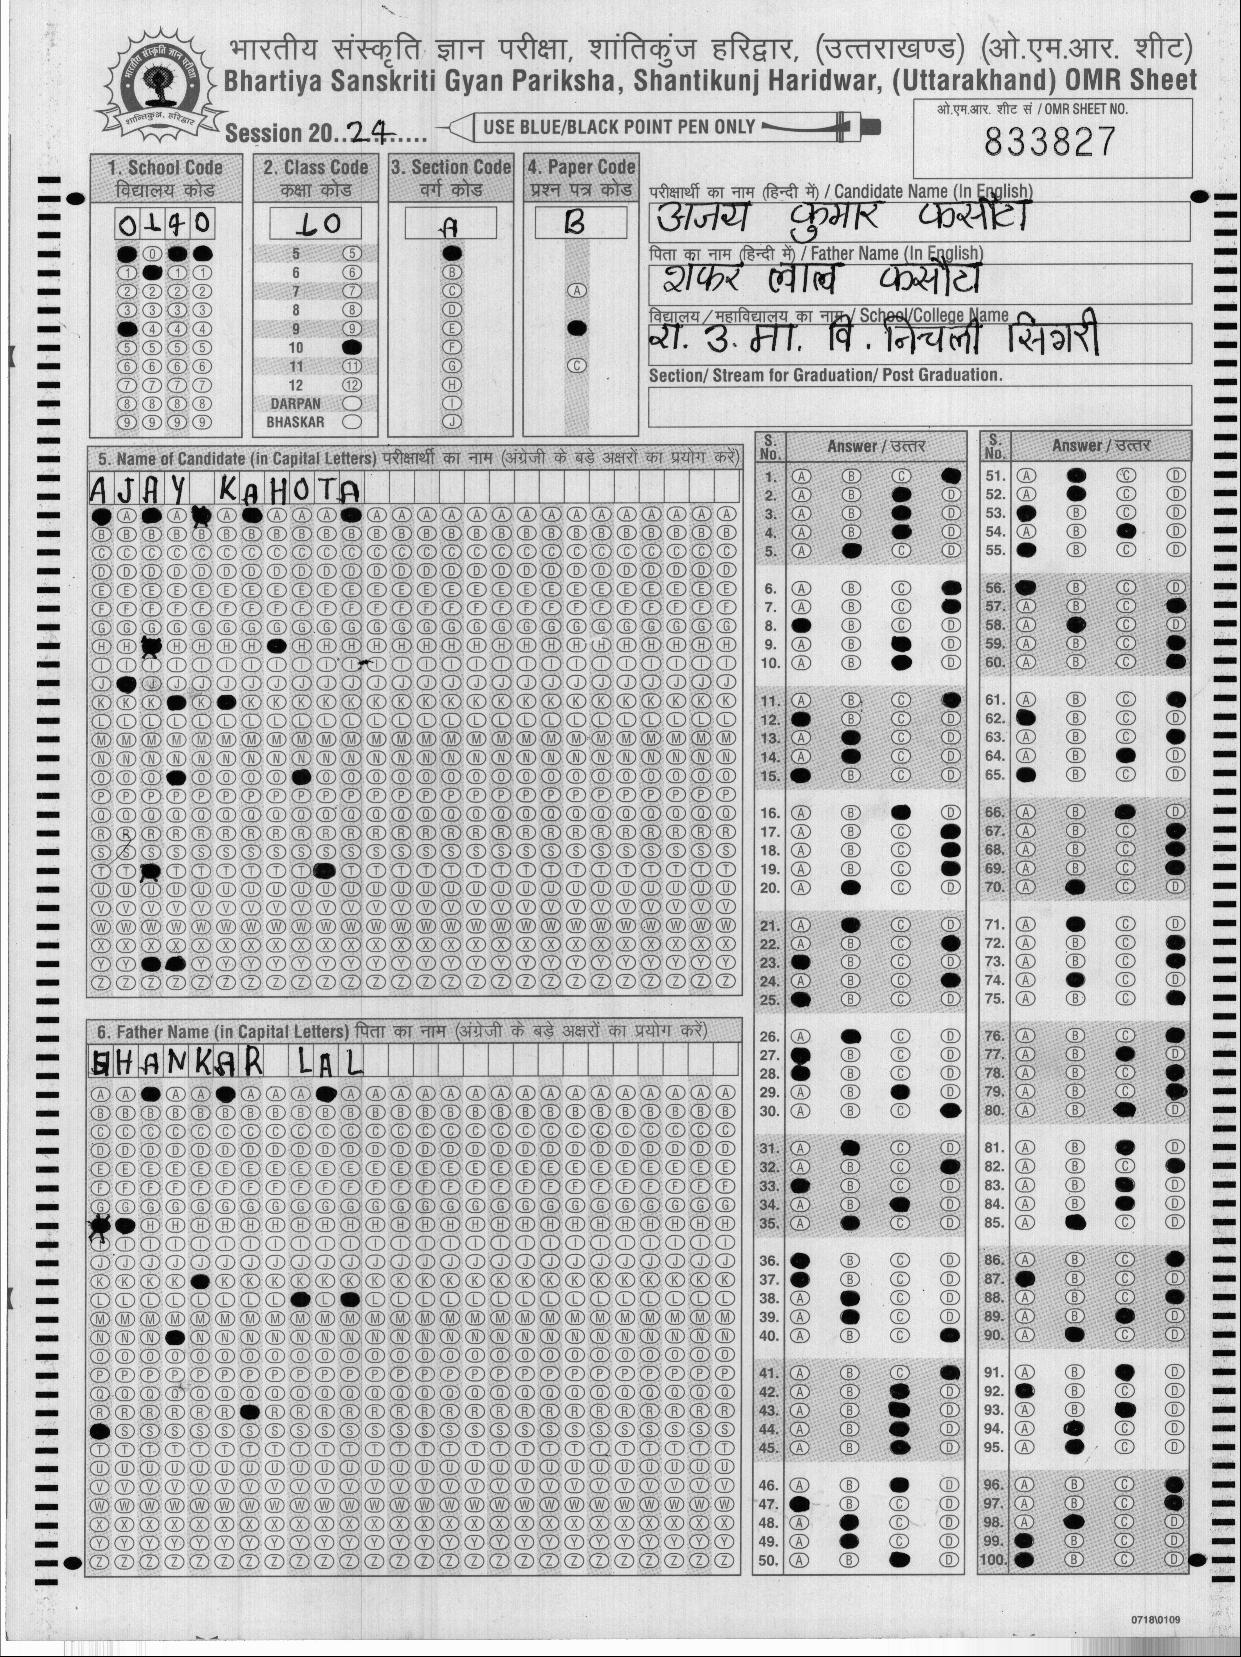 भारतीय संस्कृति ज्ञान परीक्षा, शांतिकुंज हरिद्वार, (उत्तराखण्ड) (ओ.एम.आर. शीट)
Bhartiya Sanskriti Gyan Pariksha, Shantikunj Haridwar, (Uttarakhand) OMR Sheet
Session 20..24......
USE BLUE/BLACK POINT PEN ONLY
ओ.एम.आर. शीट सं / OMR SHEET NO.
833827
1. School Code
विद्यालय कोड
0140
2. Class Code
कक्षा कोड
10
5
6
7
8
9
10
11
12
DARPAN
BHASKAR
3. Section Code
वर्ग कोड
A
4. Paper Code
प्रश्न पत्र कोड
B
परीक्षार्थी का नाम (हिन्दी में) / Candidate Name (In English)
अजय कुमार कसौटा
पिता का नाम (हिन्दी में) / Father Name (In English)
शंकर लाल कसौटा
विद्यालय / महाविद्यालय का नाम / School/College Name
रा. उ. मा. वि. निचली सिगरी
Section/ Stream for Graduation/ Post Graduation.
5. Name of Candidate (in Capital Letters) परीक्षार्थी का नाम (अंग्रेजी के बड़े अक्षरों का प्रयोग करें)
AJAY KAHOTA
6. Father Name (in Capital Letters) पिता का नाम (अंग्रेजी के बड़े अक्षरों का प्रयोग करें)
SHANKAR LAL
S. No. Answer / उत्तर
S. No. Answer / उत्तर
0718\0109